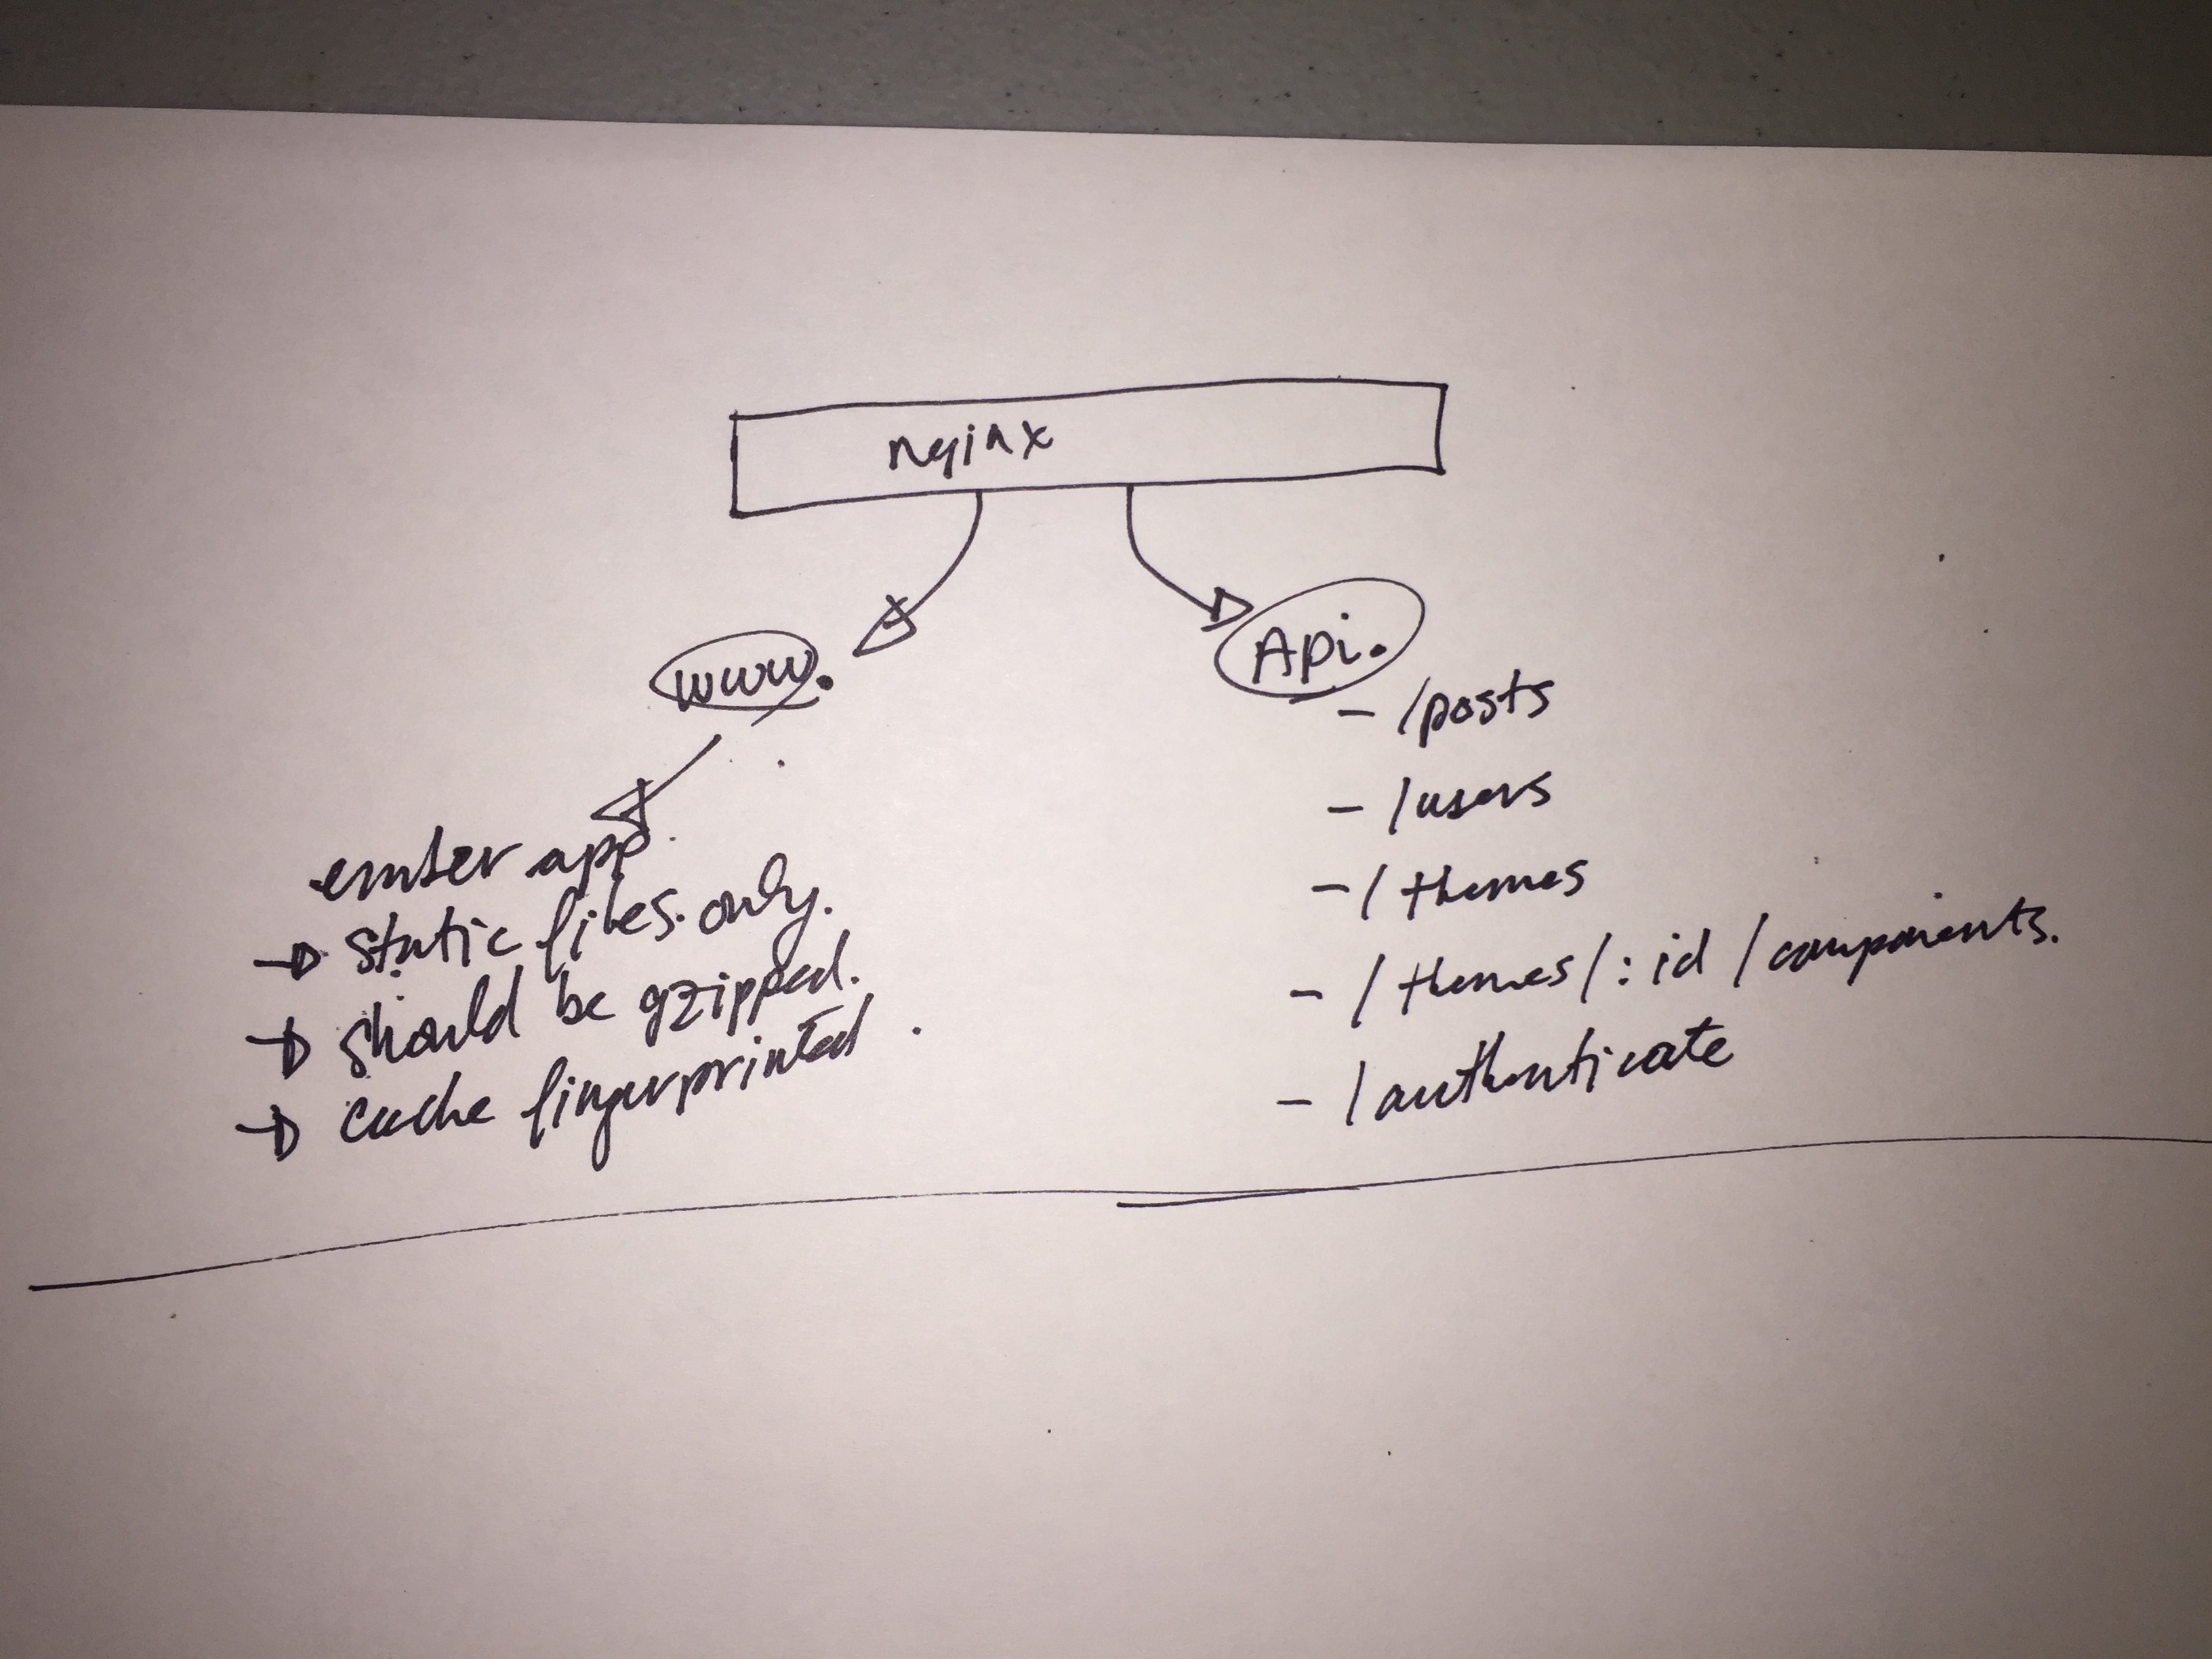 nginx
www.
Api.
- /posts
- /users
- / themes
- / themes/:id / components.
- /authenticate
ember app.
→ static files only.
→ should be gzipped.
→ cache fingerprinted.